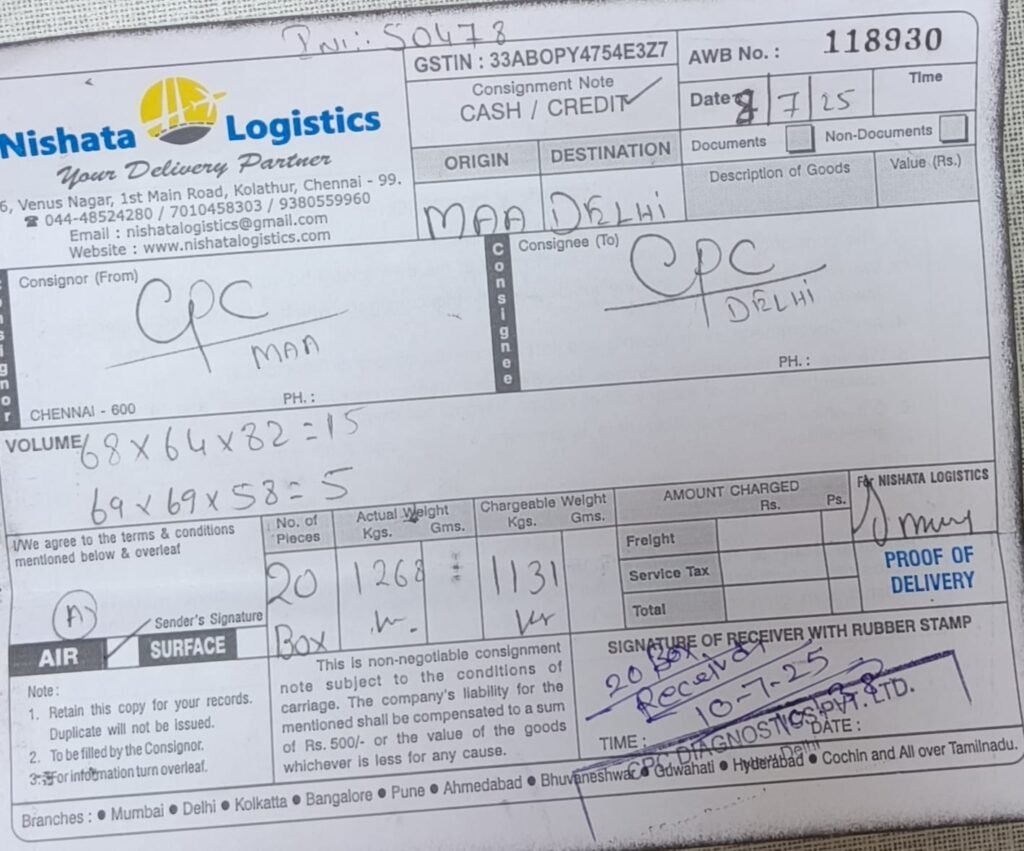 Inv: 50478
GSTIN : 33ABOPY4754E3Z7
AWB No. : 118930
Nishata Logistics
Your Delivery Partner
6, Venus Nagar, 1st Main Road, Kolathur, Chennai - 99.
☎ 044-48524280 / 7010458303 / 9380559960
Email : nishatalogistics@gmail.com
Website : www.nishatalogistics.com
Consignment Note
CASH / CREDIT ✓
Date 8/7/25
Time
ORIGIN DESTINATION
MAA DELHI
Documents Non-Documents
Description of Goods Value (Rs.)
Consignor
Consignor (From)
CPC
MAA
CHENNAI - 600 PH. :
Consignee
Consignee (To)
CPC
DELHI
PH. :
VOLUME
68 x 64 x 82 = 15
69 x 69 x 58 = 5
I/We agree to the terms & conditions
mentioned below & overleaf
A
Sender's Signature
AIR ✓ SURFACE
No. of Pieces
20
Box
Actual Weight
Kgs. Gms.
1268
Chargeable Weight
Kgs. Gms.
1131
AMOUNT CHARGED
Rs. Ps.
Freight
Service Tax
Total
For NISHATA LOGISTICS
PROOF OF
DELIVERY
Note :
1. Retain this copy for your records.
Duplicate will not be issued.
2. To be filled by the Consignor.
3. For information turn overleaf.
This is non-negotiable consignment
note subject to the conditions of
carriage. The company's liability for the
mentioned shall be compensated to a sum
of Rs. 500/- or the value of the goods
whichever is less for any cause.
SIGNATURE OF RECEIVER WITH RUBBER STAMP
20 Box
Received
10-7-25
TIME : DATE :
CPC DIAGNOSTICS PVT. LTD.
Delhi
Branches : ● Mumbai ● Delhi ● Kolkatta ● Bangalore ● Pune ● Ahmedabad ● Bhuvaneshwar ● Guwahati ● Hyderabad ● Cochin and All over Tamilnadu.